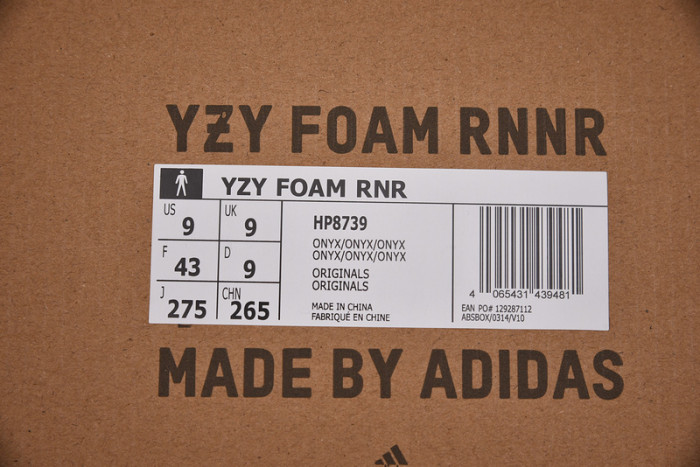 YZY FOAM RNNR
YZY FOAM RNR
US 9 UK 9
F 43 D 9
J 275 CHN 265
HP8739
ONYX/ONYX/ONYX
ONYX/ONYX/ONYX
ORIGINALS
ORIGINALS
MADE IN CHINA
FABRIQUÉ EN CHINE
4 065431 439481
EAN PO# 129287112
ABSBOX/0314/V10
MADE BY ADIDAS